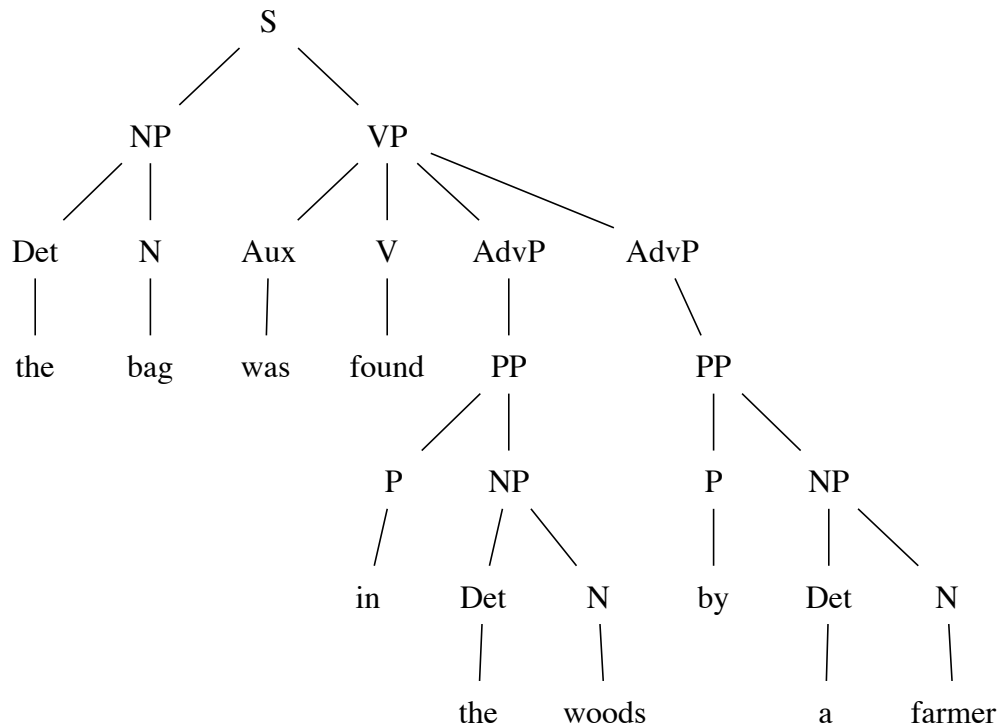 S
NP VP
Det N Aux V AdvP AdvP
the bag was found PP PP
P NP P NP
in Det N by Det N
the woods a farmer